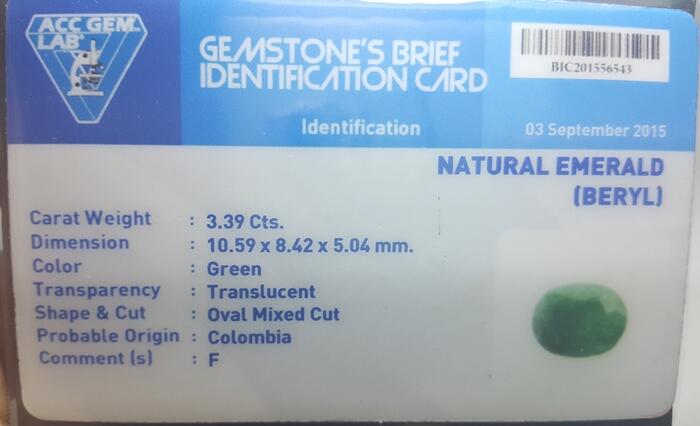 ACC GEM
LAB
GEMSTONE'S BRIEF
IDENTIFICATION CARD
BIC201556543
Identification
03 September 2015
NATURAL EMERALD
(BERYL)
Carat Weight : 3.39 Cts.
Dimension : 10.59 x 8.42 x 5.04 mm.
Color : Green
Transparency : Translucent
Shape & Cut : Oval Mixed Cut
Probable Origin : Colombia
Comment (s) : F